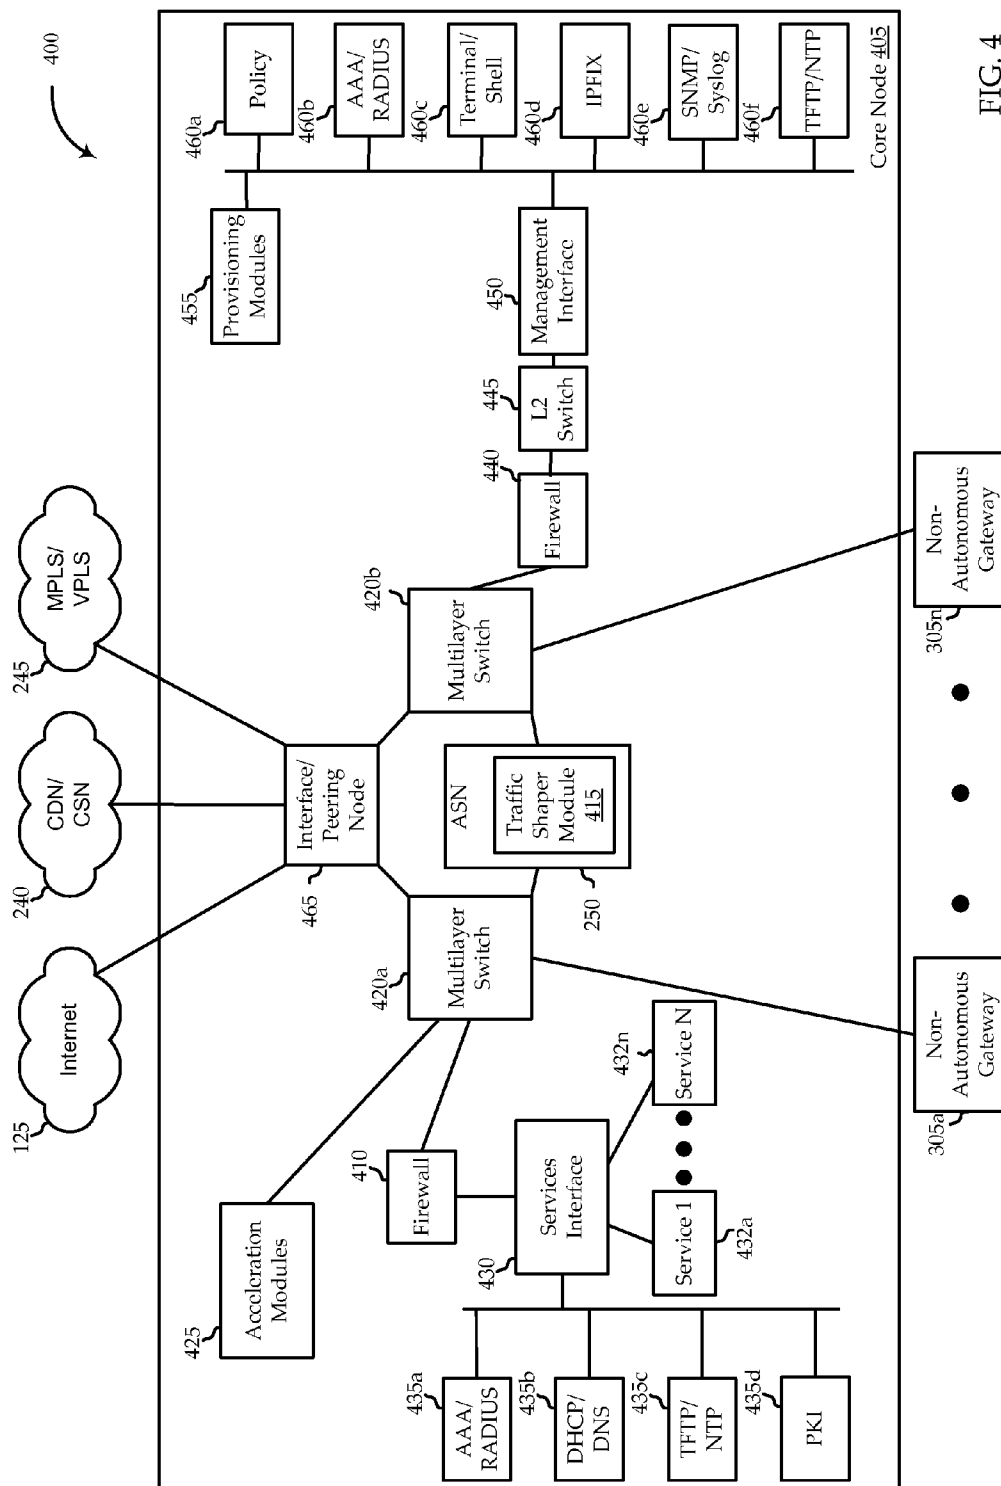 400
125
Internet
240
CDN/
CSN
245
MPLS/
VPLS
425
Acceleration
Modules
465
Interface/
Peering
Node
455
Provisioning
Modules
460a
Policy
460b
AAA/
RADIUS
460c
Terminal/
Shell
460d
IPFIX
460e
SNMP/
Syslog
460f
TFTP/NTP
410
Firewall
420a
Multilayer
Switch
420b
Multilayer
Switch
ASN
Traffic
Shaper
Module
415
250
440
Firewall
445
L2
Switch
450
Management
Interface
430
Services
Interface
432a
Service 1
432n
Service N
435a
AAA/
RADIUS
435b
DHCP/
DNS
435c
TFTP/
NTP
435d
PKI
Core Node 405
305a
Non-
Autonomous
Gateway
305n
Non-
Autonomous
Gateway
FIG. 4